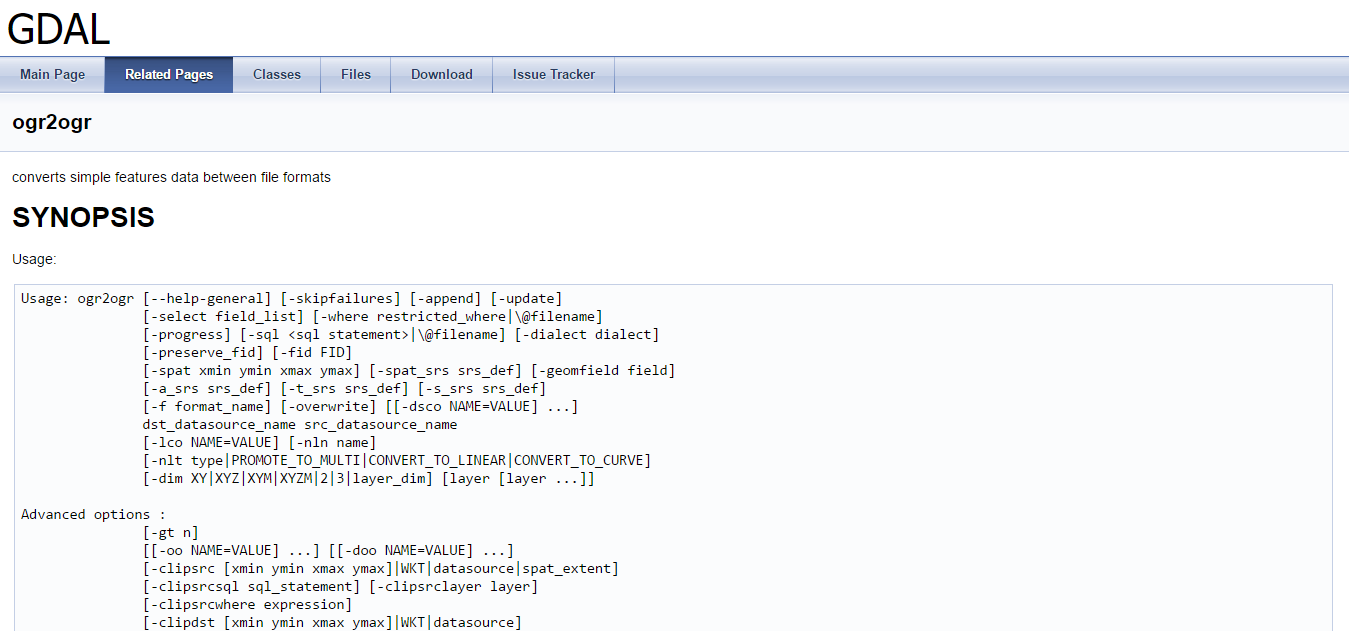 GDAL
Main Page Related Pages Classes Files Download Issue Tracker
ogr2ogr
converts simple features data between file formats
SYNOPSIS
Usage:
Usage: ogr2ogr [--help-general] [-skipfailures] [-append] [-update]
[-select field_list] [-where restricted_where|\@filename]
[-progress] [-sql <sql statement>|\@filename] [-dialect dialect]
[-preserve_fid] [-fid FID]
[-spat xmin ymin xmax ymax] [-spat_srs srs_def] [-geomfield field]
[-a_srs srs_def] [-t_srs srs_def] [-s_srs srs_def]
[-f format_name] [-overwrite] [[-dsco NAME=VALUE] ...]
dst_datasource_name src_datasource_name
[-lco NAME=VALUE] [-nln name]
[-nlt type|PROMOTE_TO_MULTI|CONVERT_TO_LINEAR|CONVERT_TO_CURVE]
[-dim XY|XYZ|XYM|XYZM|2|3|layer_dim] [layer [layer ...]]
Advanced options :
[-gt n]
[[-oo NAME=VALUE] ...] [[-doo NAME=VALUE] ...]
[-clipsrc [xmin ymin xmax ymax]|WKT|datasource|spat_extent]
[-clipsrcsql sql_statement] [-clipsrclayer layer]
[-clipsrcwhere expression]
[-clipdst [xmin ymin xmax ymax]|WKT|datasource]